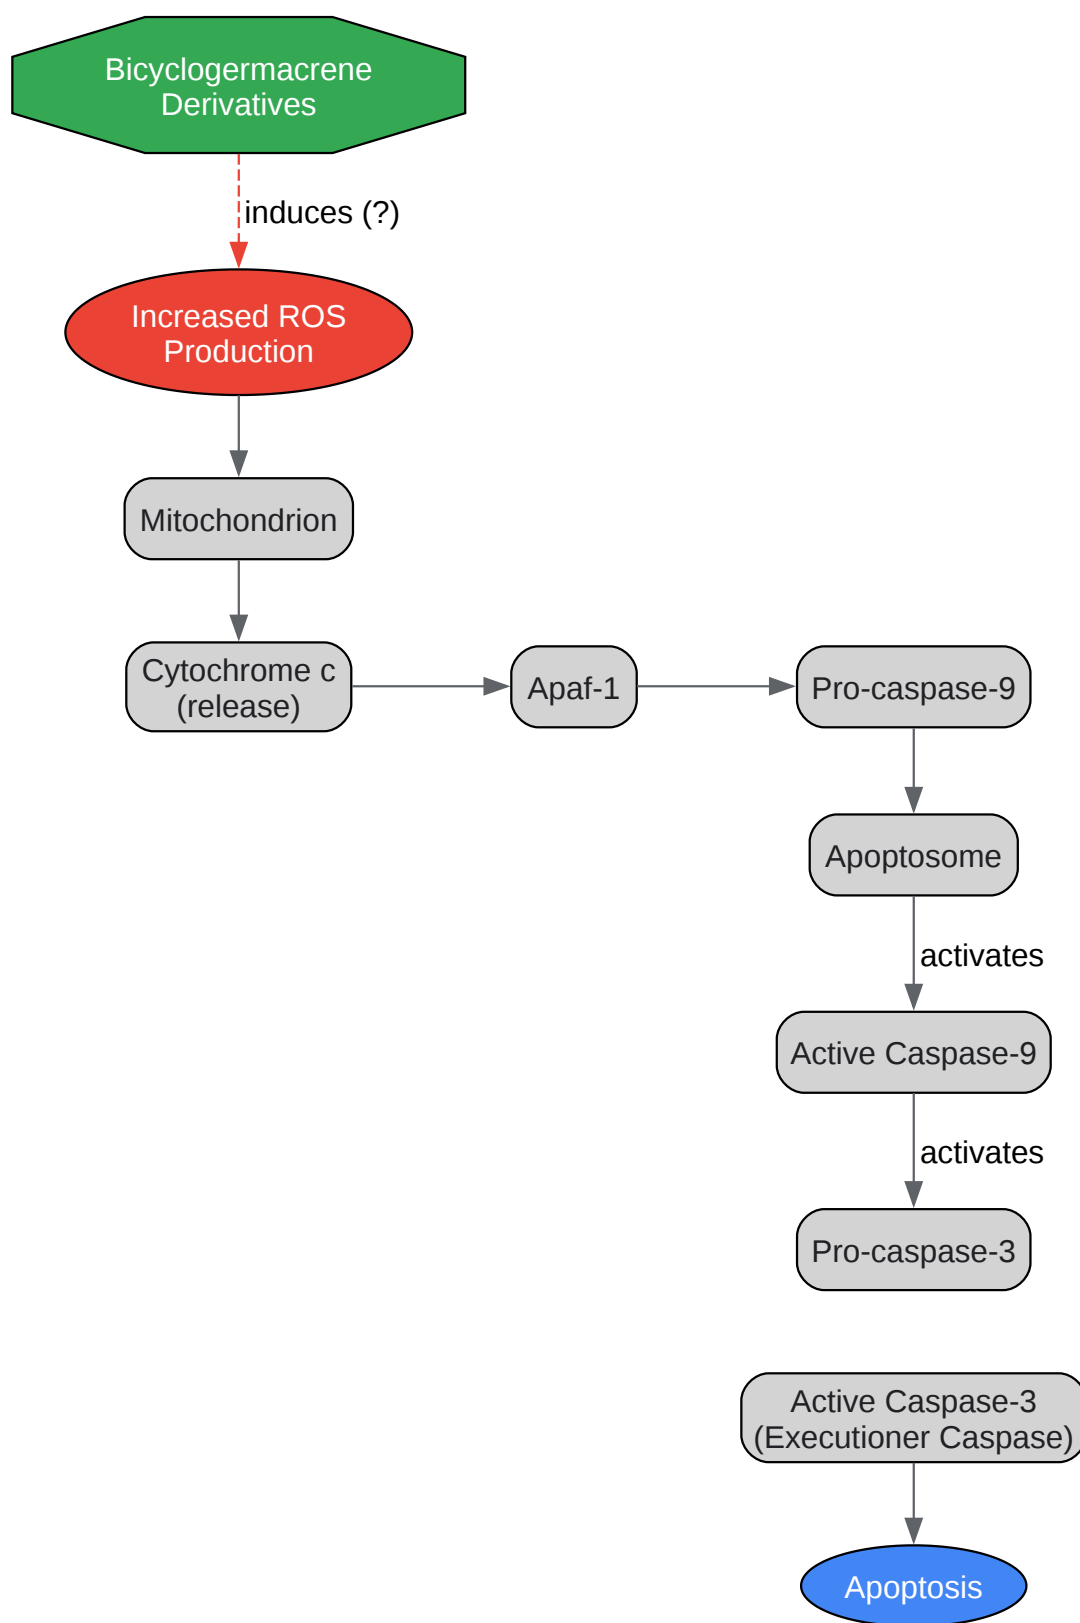 Bicyclogermacrene
Derivatives
induces (?)
Increased ROS
Production
Mitochondrion
Cytochrome c
(release)
Apaf-1
Pro-caspase-9
Apoptosome
activates
Active Caspase-9
activates
Pro-caspase-3
Active Caspase-3
(Executioner Caspase)
Apoptosis